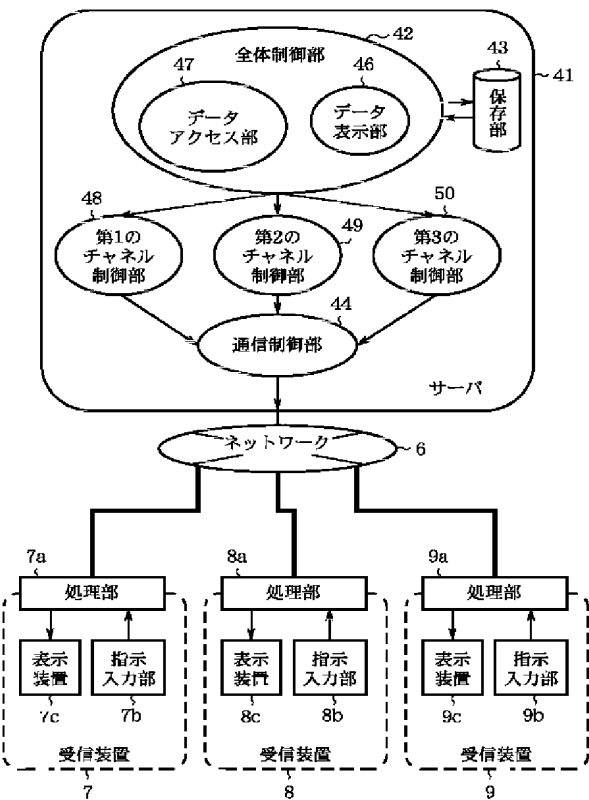 42
全体制御部
43
41
47
46
データ
アクセス部
データ
表示部
保存部
48
49
50
第1の
チャネル
制御部
第2の
チャネル
制御部
第3の
チャネル
制御部
44
通信制御部
サーバ
ネットワーク
6
7a
8a
9a
処理部
処理部
処理部
表示
装置
指示
入力部
表示
装置
指示
入力部
表示
装置
指示
入力部
7c
7b
8c
8b
9c
9b
受信装置
受信装置
受信装置
7
8
9